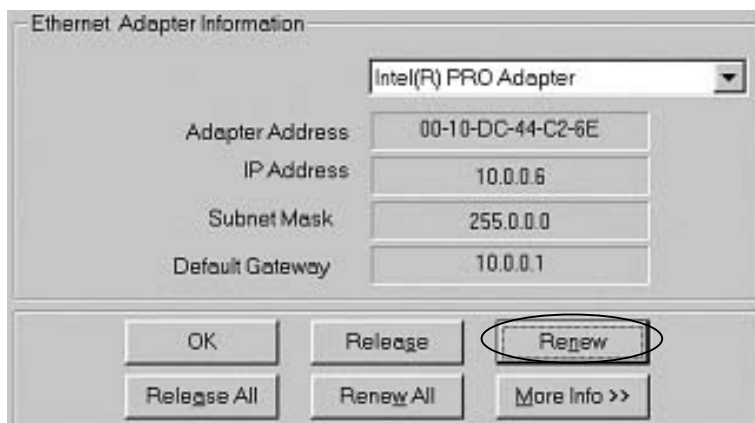 Ethernet Adapter Information
Intel(R) PRO Adapter
Adapter Address 00-10-DC-44-C2-6E
IP Address 10.0.0.6
Subnet Mask 255.0.0.0
Default Gateway 10.0.0.1
OK Release Renew
Release All Renew All More Info >>